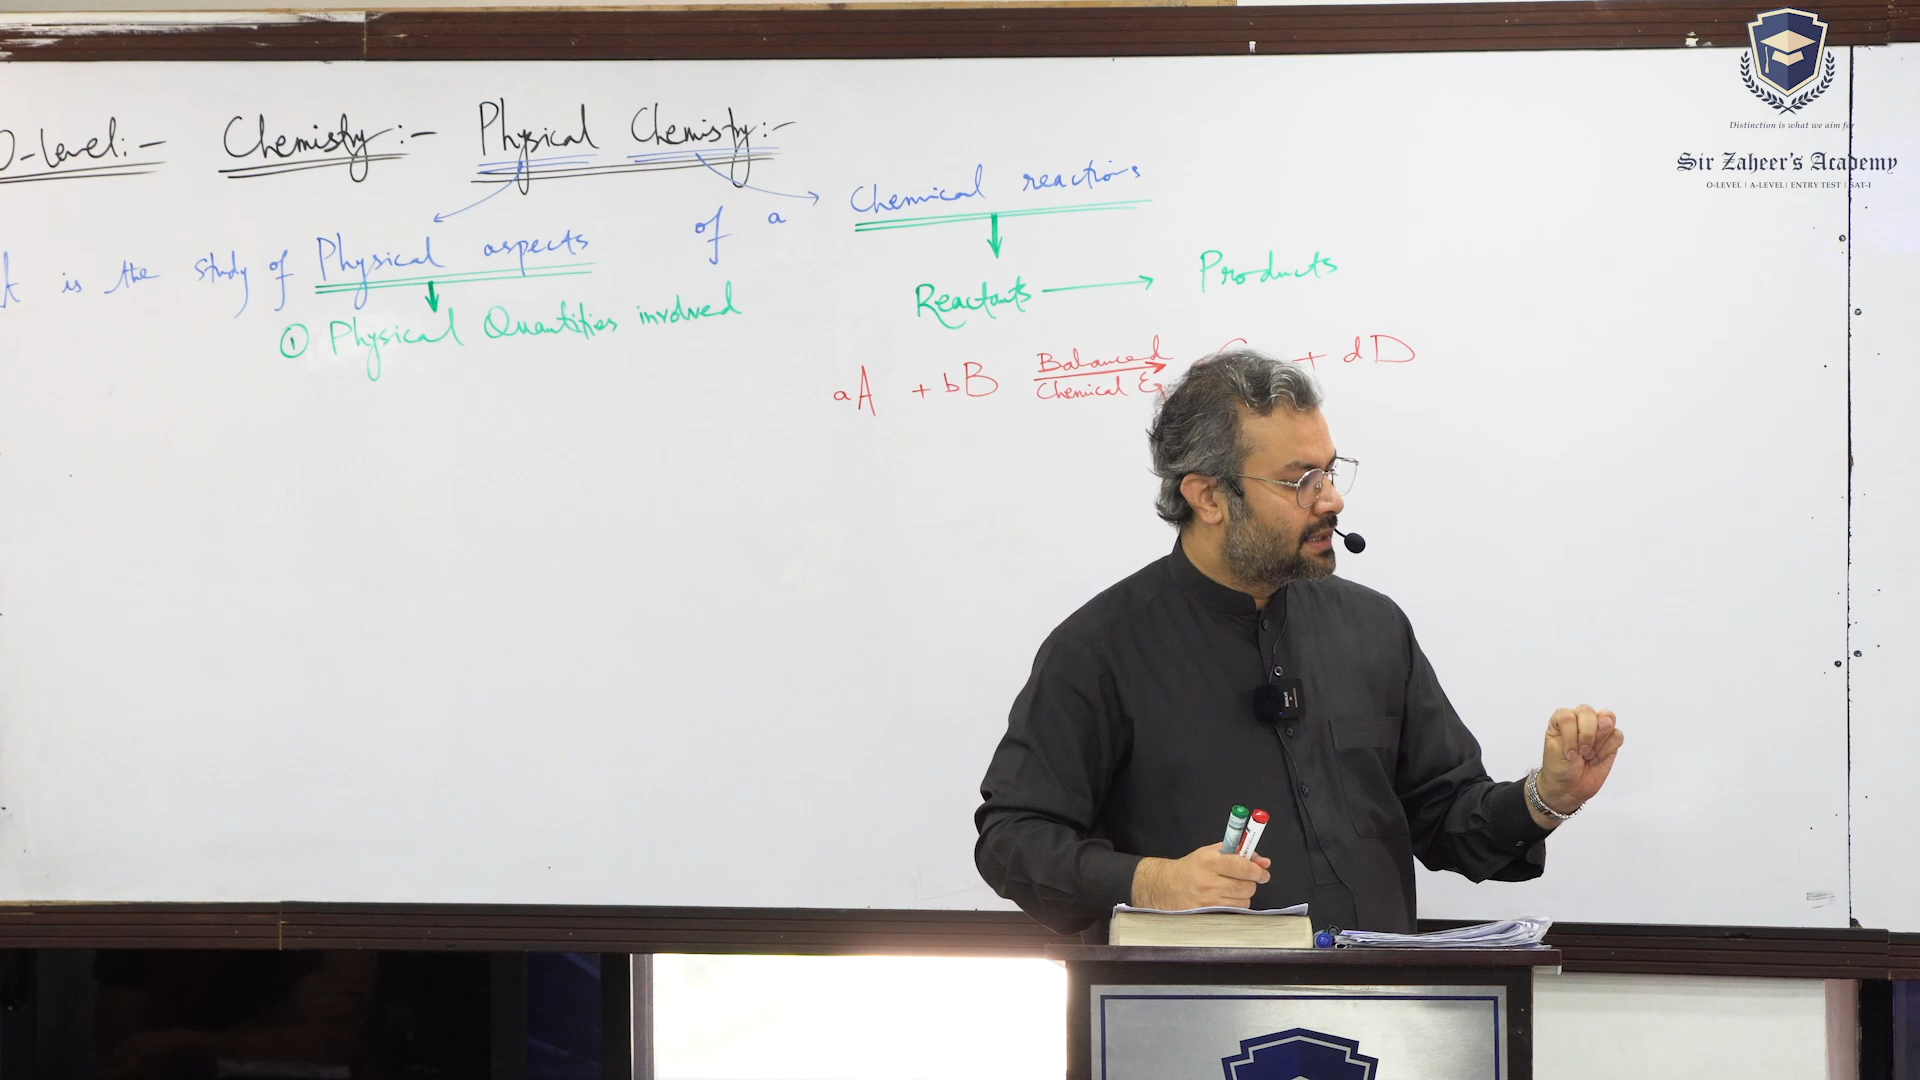 O-level:- Chemistry:- Physical Chemistry:-
It is the study of Physical aspects of a Chemical reactions
① Physical Quantities involved
Reactants → Products
aA + bB Balanced
Chemical Eq + dD
Distinction is what we aim for
Sir Zaheer's Academy
O-LEVEL | A-LEVEL | ENTRY TEST | SAT-I